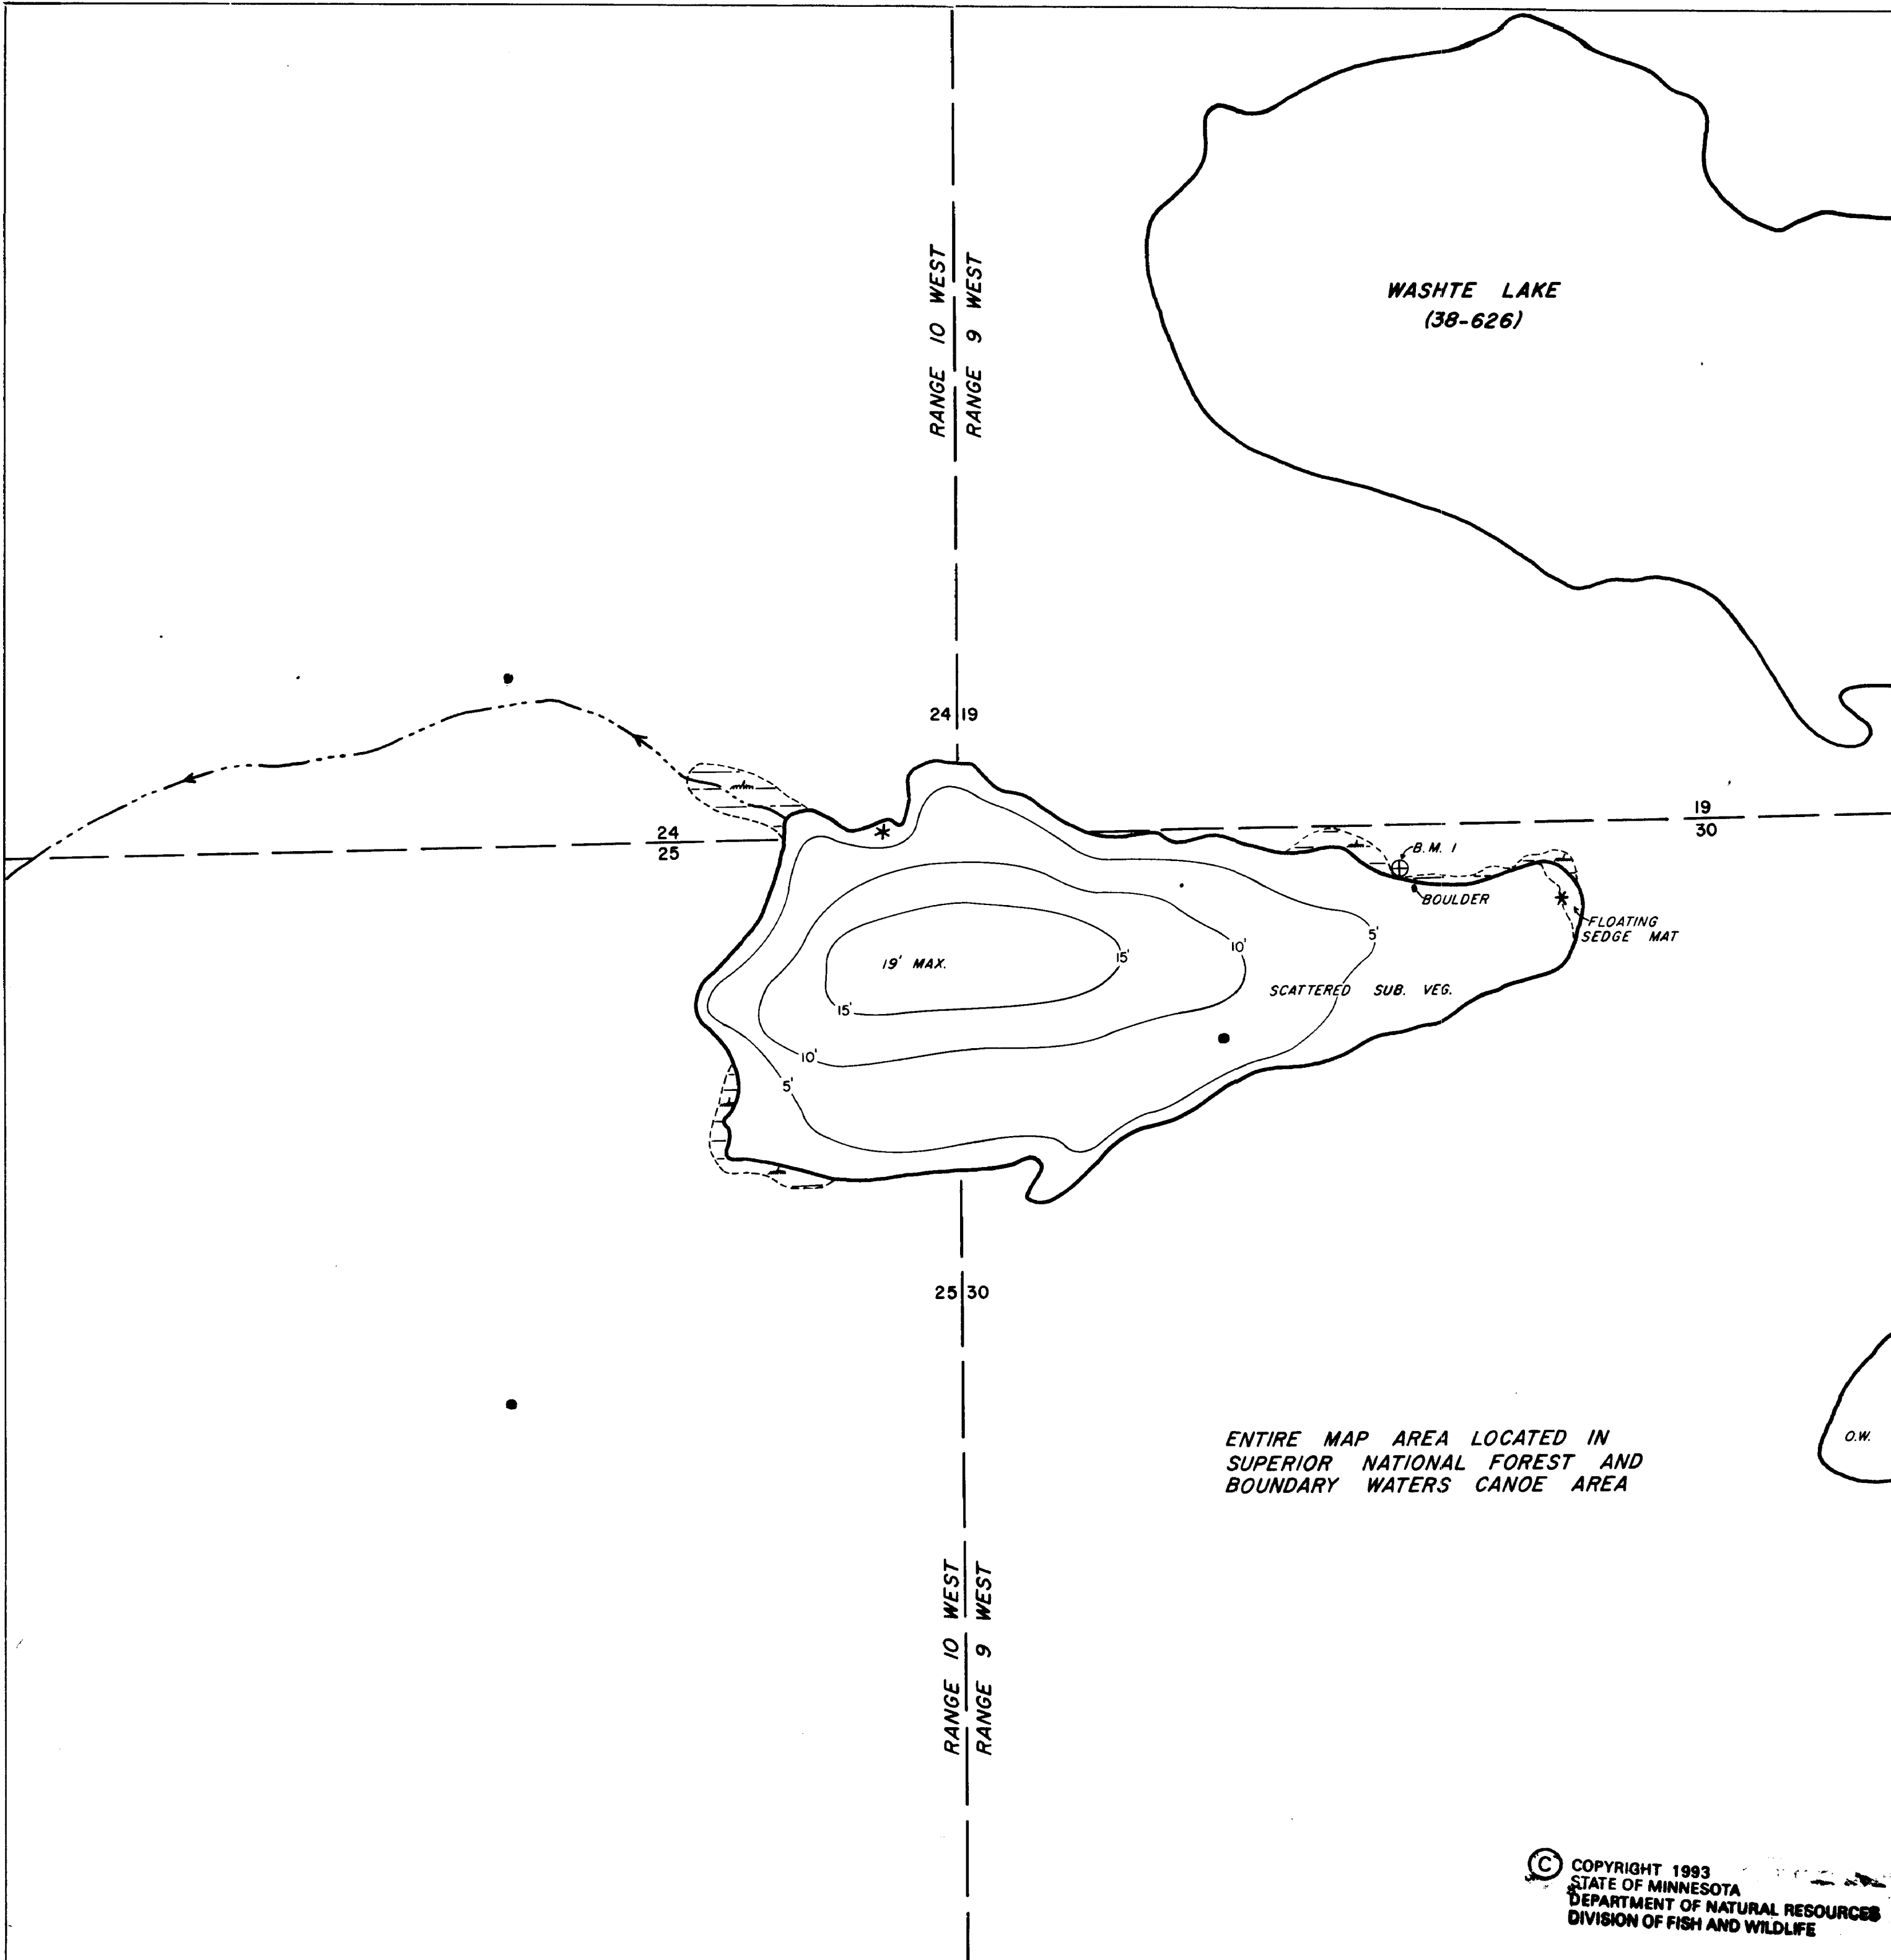 RANGE 10 WEST
RANGE 9 WEST
WASHTE LAKE
(38-626)
24 19
24
25
19
30
B.M. 1
BOULDER
FLOATING
SEDGE MAT
5'
10'
15'
19' MAX.
SCATTERED SUB. VEG.
15'
10'
5'
25 30
ENTIRE MAP AREA LOCATED IN
SUPERIOR NATIONAL FOREST AND
BOUNDARY WATERS CANOE AREA
O.W.
RANGE 10 WEST
RANGE 9 WEST
© COPYRIGHT 1993
STATE OF MINNESOTA
DEPARTMENT OF NATURAL RESOURCES
DIVISION OF FISH AND WILDLIFE